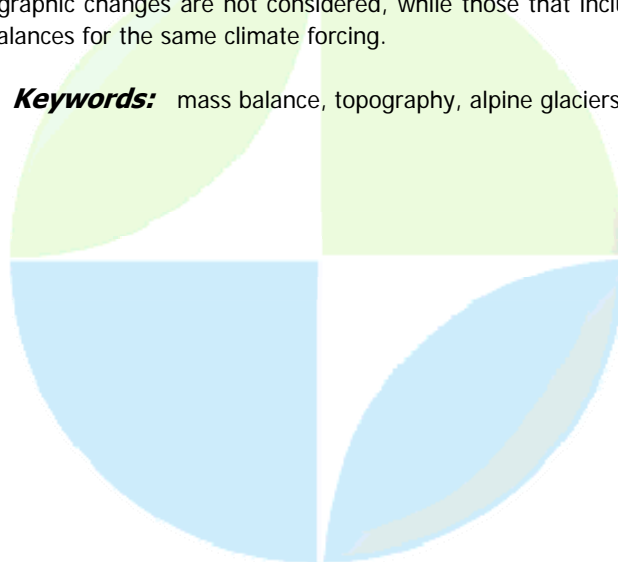 graphic changes are not considered, while those that inclu
alances for the same climate forcing.
Keywords: mass balance, topography, alpine glaciers